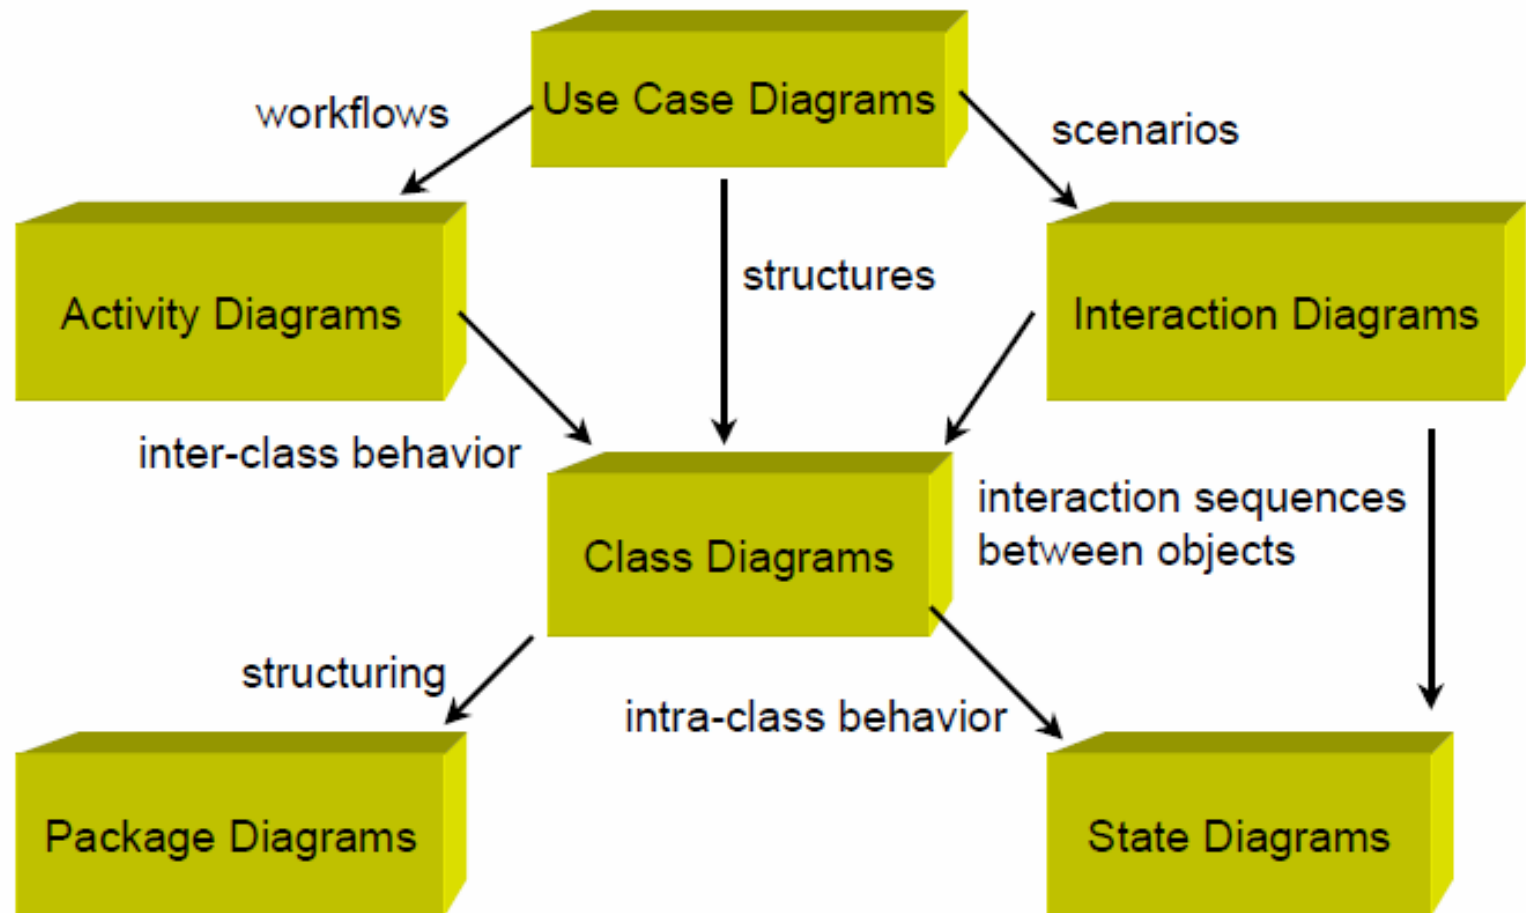 Use Case Diagrams
workflows
scenarios
structures
Activity Diagrams
Interaction Diagrams
inter-class behavior
interaction sequences
between objects
Class Diagrams
structuring
intra-class behavior
Package Diagrams
State Diagrams